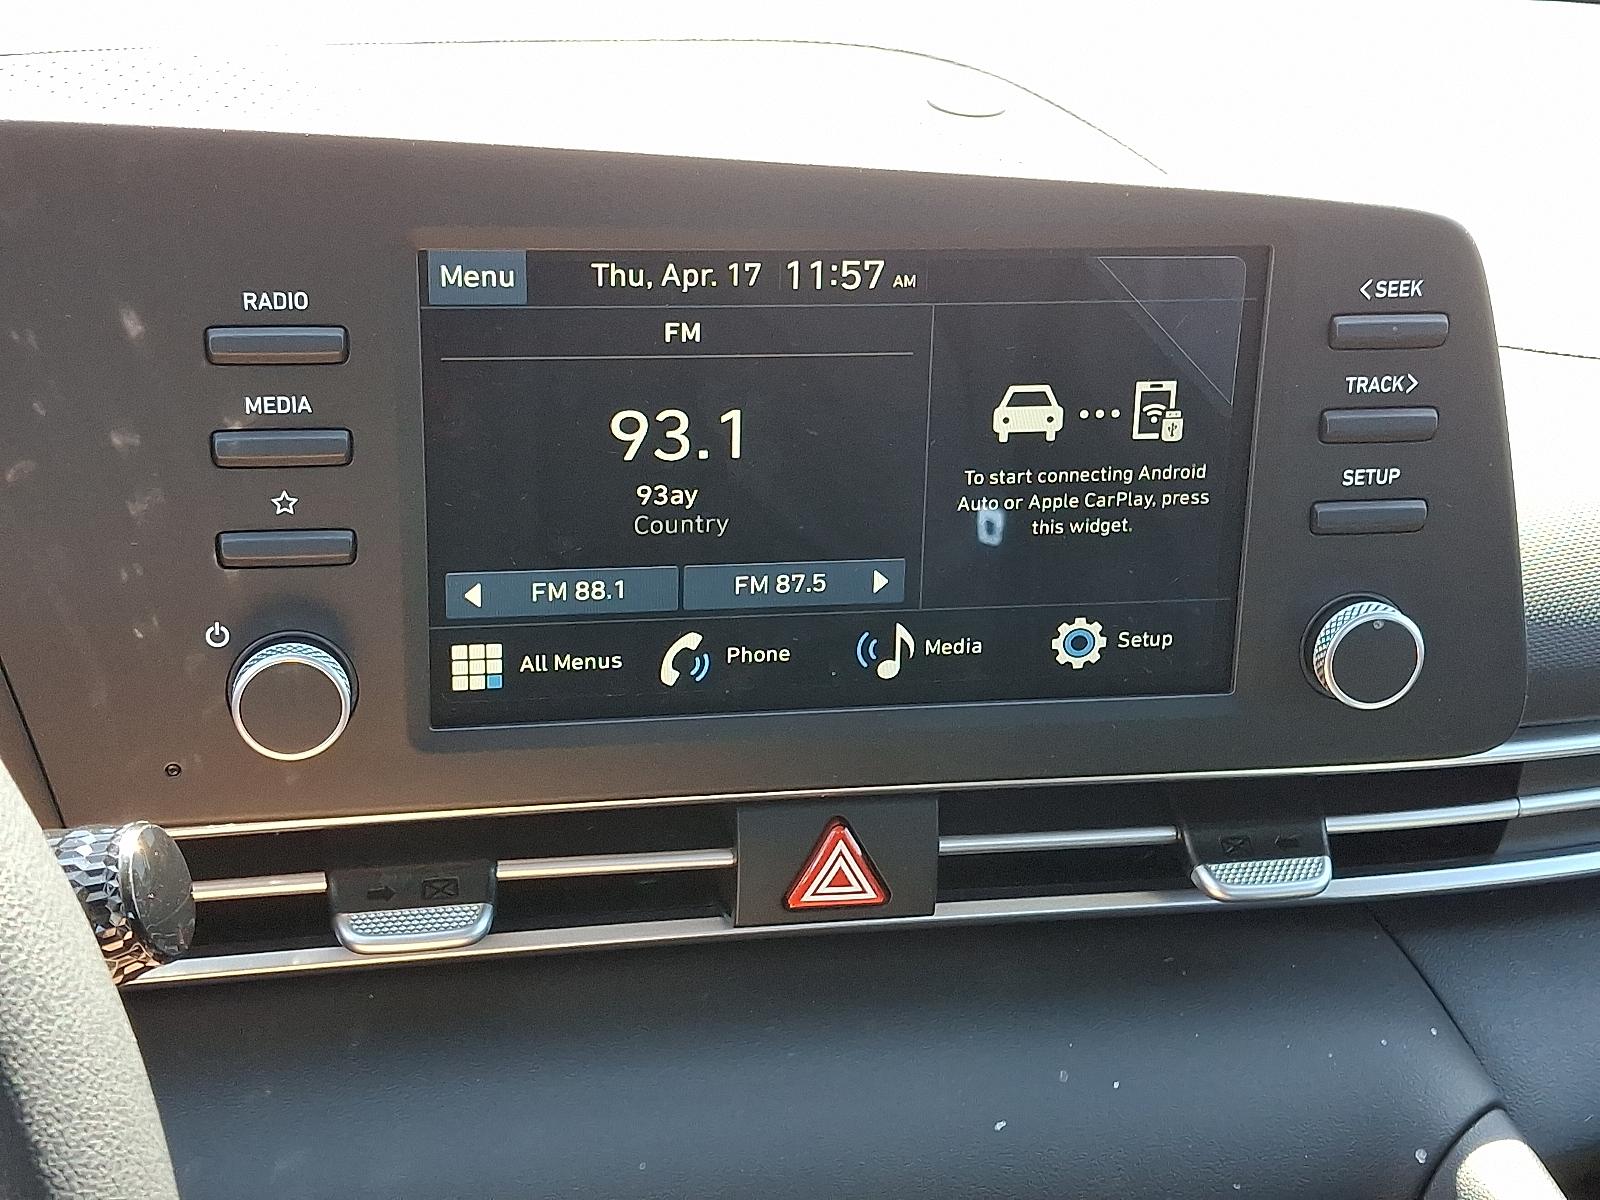 Menu
Thu, Apr. 17 11:57 AM
RADIO
MEDIA
FM
93.1
93ay
Country
FM 88.1
FM 87.5
To start connecting Android
Auto or Apple CarPlay, press
this widget.
All Menus
Phone
Media
Setup
<SEEK
TRACK>
SETUP